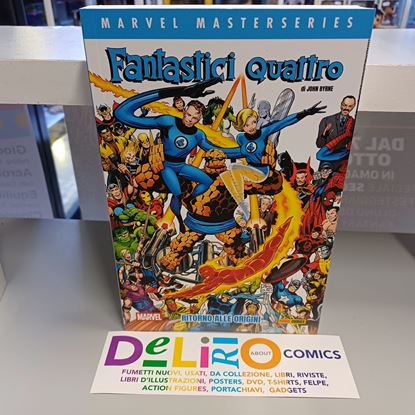 MARVEL MASTERSERIES
Fantastici Quattro
di JOHN BYRNE
RITORNO ALLE ORIGINI
MARVEL
DeLiRiO ABOUT COMICS
FUMETTI NUOVI, USATI, DA COLLEZIONE, LIBRI, RIVISTE,
LIBRI D'ILLUSTRAZIONI, POSTERS, DVD, T-SHIRTS, FELPE,
ACTION FIGURES, PORTACHIAVI, GADGETS